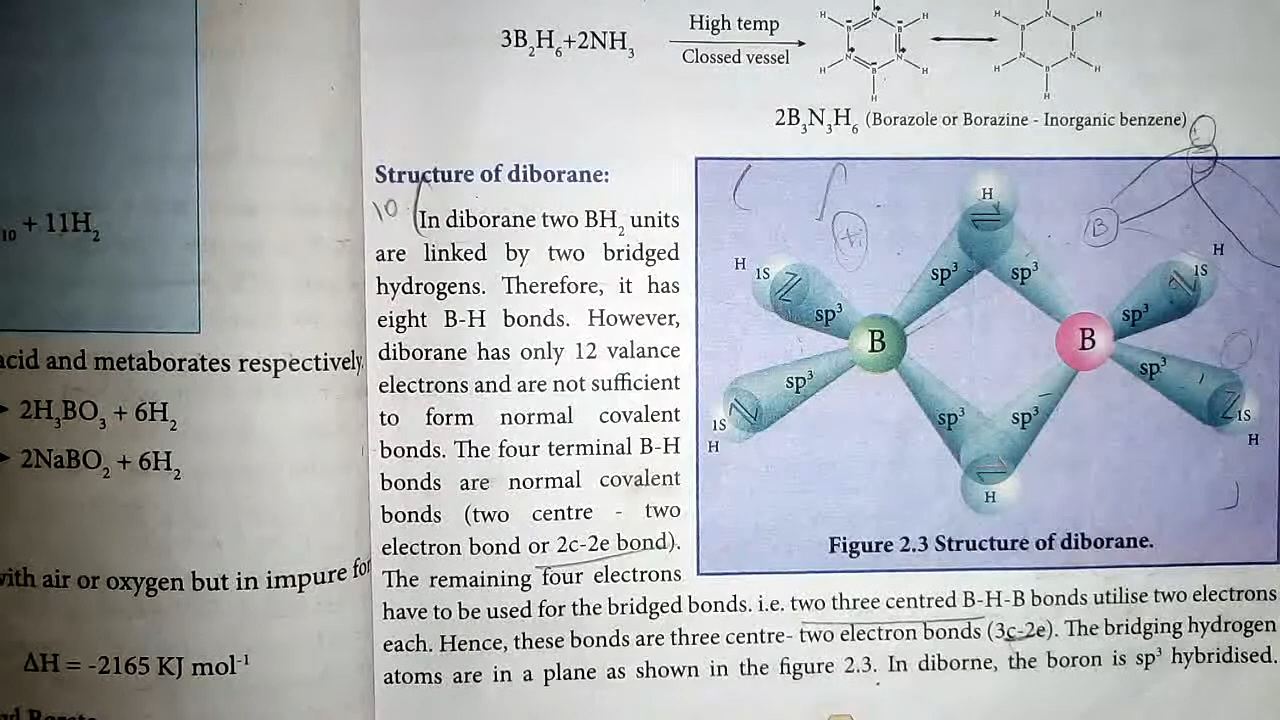 10 + 11H2
acid and metaborates respectively.
2H3BO3 + 6H2
2NaBO2 + 6H2
with air or oxygen but in impure for
ΔH = -2165 KJ mol-1
3B2H6+2NH3
High temp
Clossed vessel
2B3N3H6 (Borazole or Borazine - Inorganic benzene)
Structure of diborane:
10
In diborane two BH2 units
are linked by two bridged
hydrogens. Therefore, it has
eight B-H bonds. However,
diborane has only 12 valance
electrons and are not sufficient
to form normal covalent
bonds. The four terminal B-H
bonds are normal covalent
bonds (two centre - two
electron bond or 2c-2e bond).
The remaining four electrons
have to be used for the bridged bonds. i.e. two three centred B-H-B bonds utilise two electrons
each. Hence, these bonds are three centre- two electron bonds (3c-2e). The bridging hydrogen
atoms are in a plane as shown in the figure 2.3. In diborne, the boron is sp3 hybridised.
H
B
H 1S
sp3 sp3
1S H
sp3 sp3
B B
sp3 sp3
1S
H
sp3 sp3
1S
H
H
Figure 2.3 Structure of diborane.